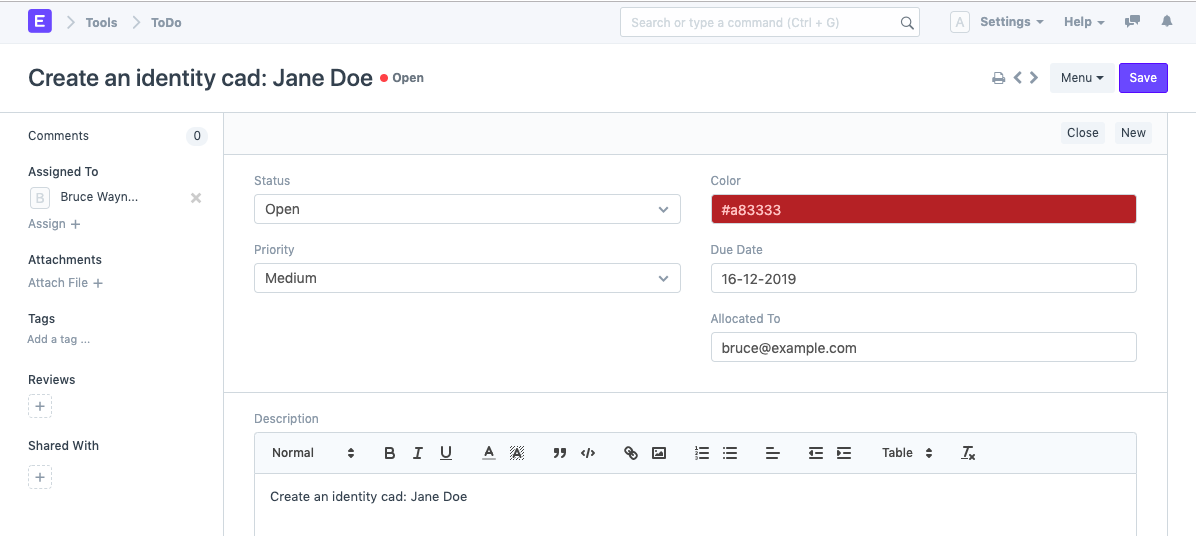 E Tools ToDo Search or type a command (Ctrl + G) A Settings Help
Create an identity cad: Jane Doe Open Menu Save
Comments 0
Close New
Assigned To
B Bruce Wayn...
Assign +
Attachments
Attach File +
Tags
Add a tag ...
Reviews
+
Shared With
+
Status
Open
Priority
Medium
Color
#a83333
Due Date
16-12-2019
Allocated To
bruce@example.com
Description
Normal B I U A A ” </> Table Tx
Create an identity cad: Jane Doe